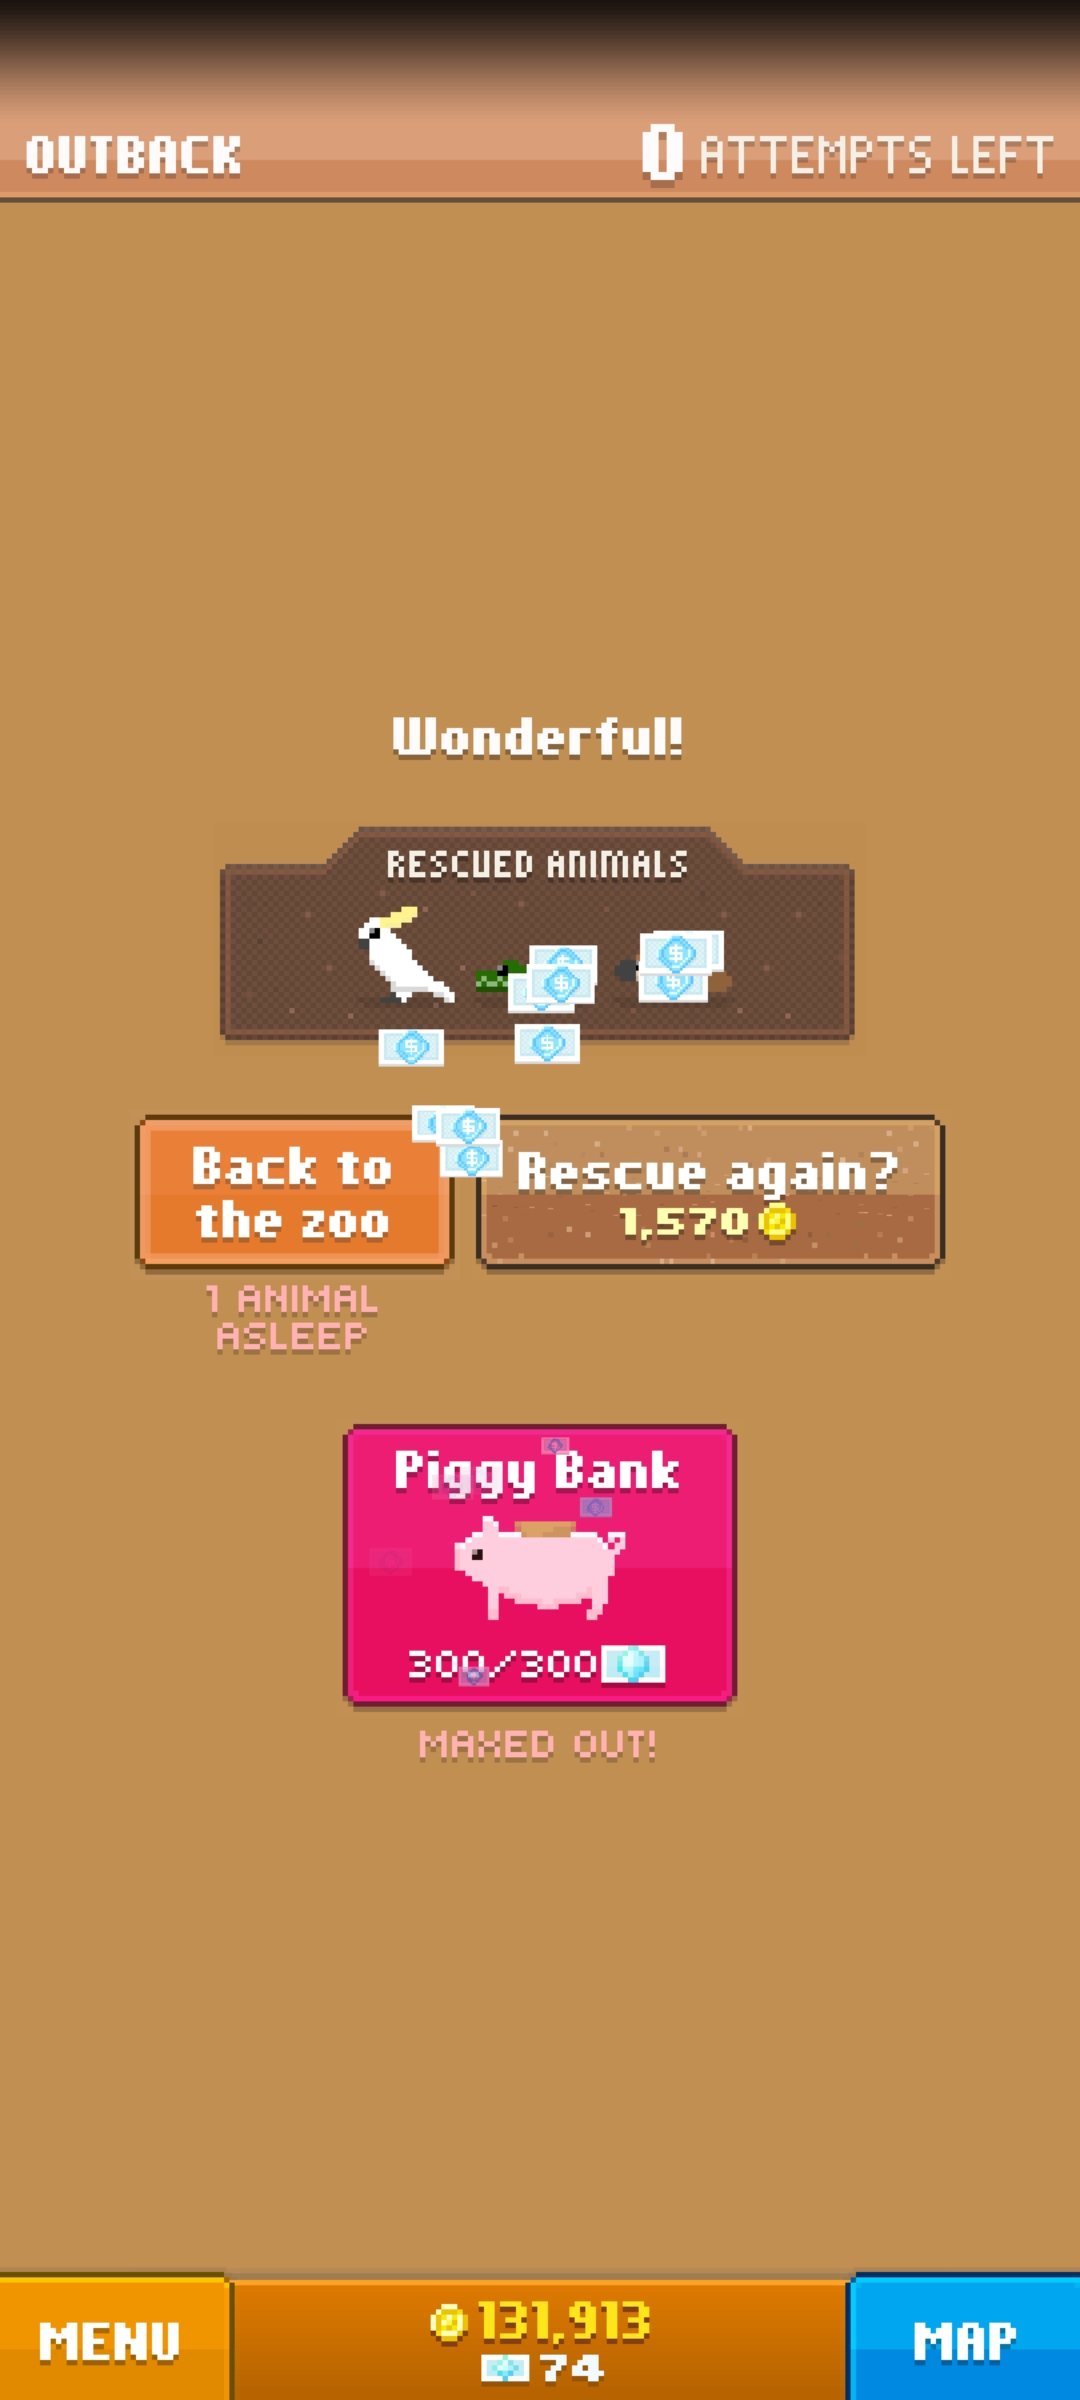 OUTBACK
0 ATTEMPTS LEFT
Wonderful!
RESCUED ANIMALS
Back to
the zoo
Rescue again?
1,570
1 ANIMAL
ASLEEP
Piggy Bank
300/300
MAXED OUT!
MENU
131,913
74
MAP